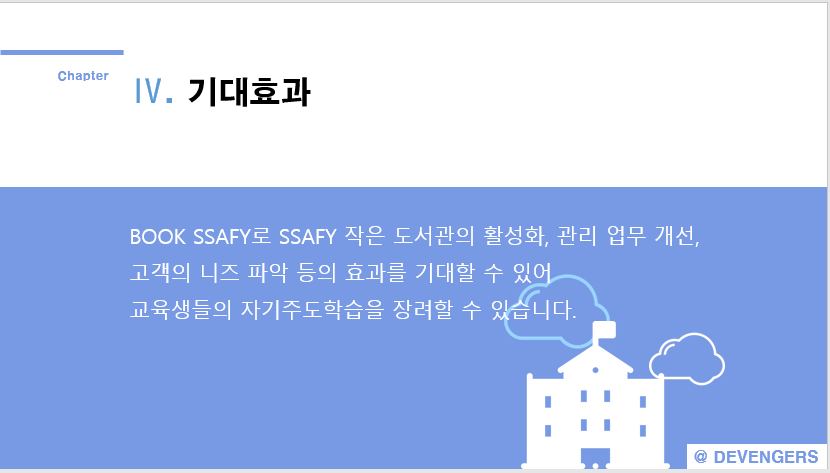 Chapter
Ⅳ. 기대효과
BOOK SSAFY로 SSAFY 작은 도서관의 활성화, 관리 업무 개선,
고객의 니즈 파악 등의 효과를 기대할 수 있어
교육생들의 자기주도학습을 장려할 수 있습니다.
@ DEVENGERS